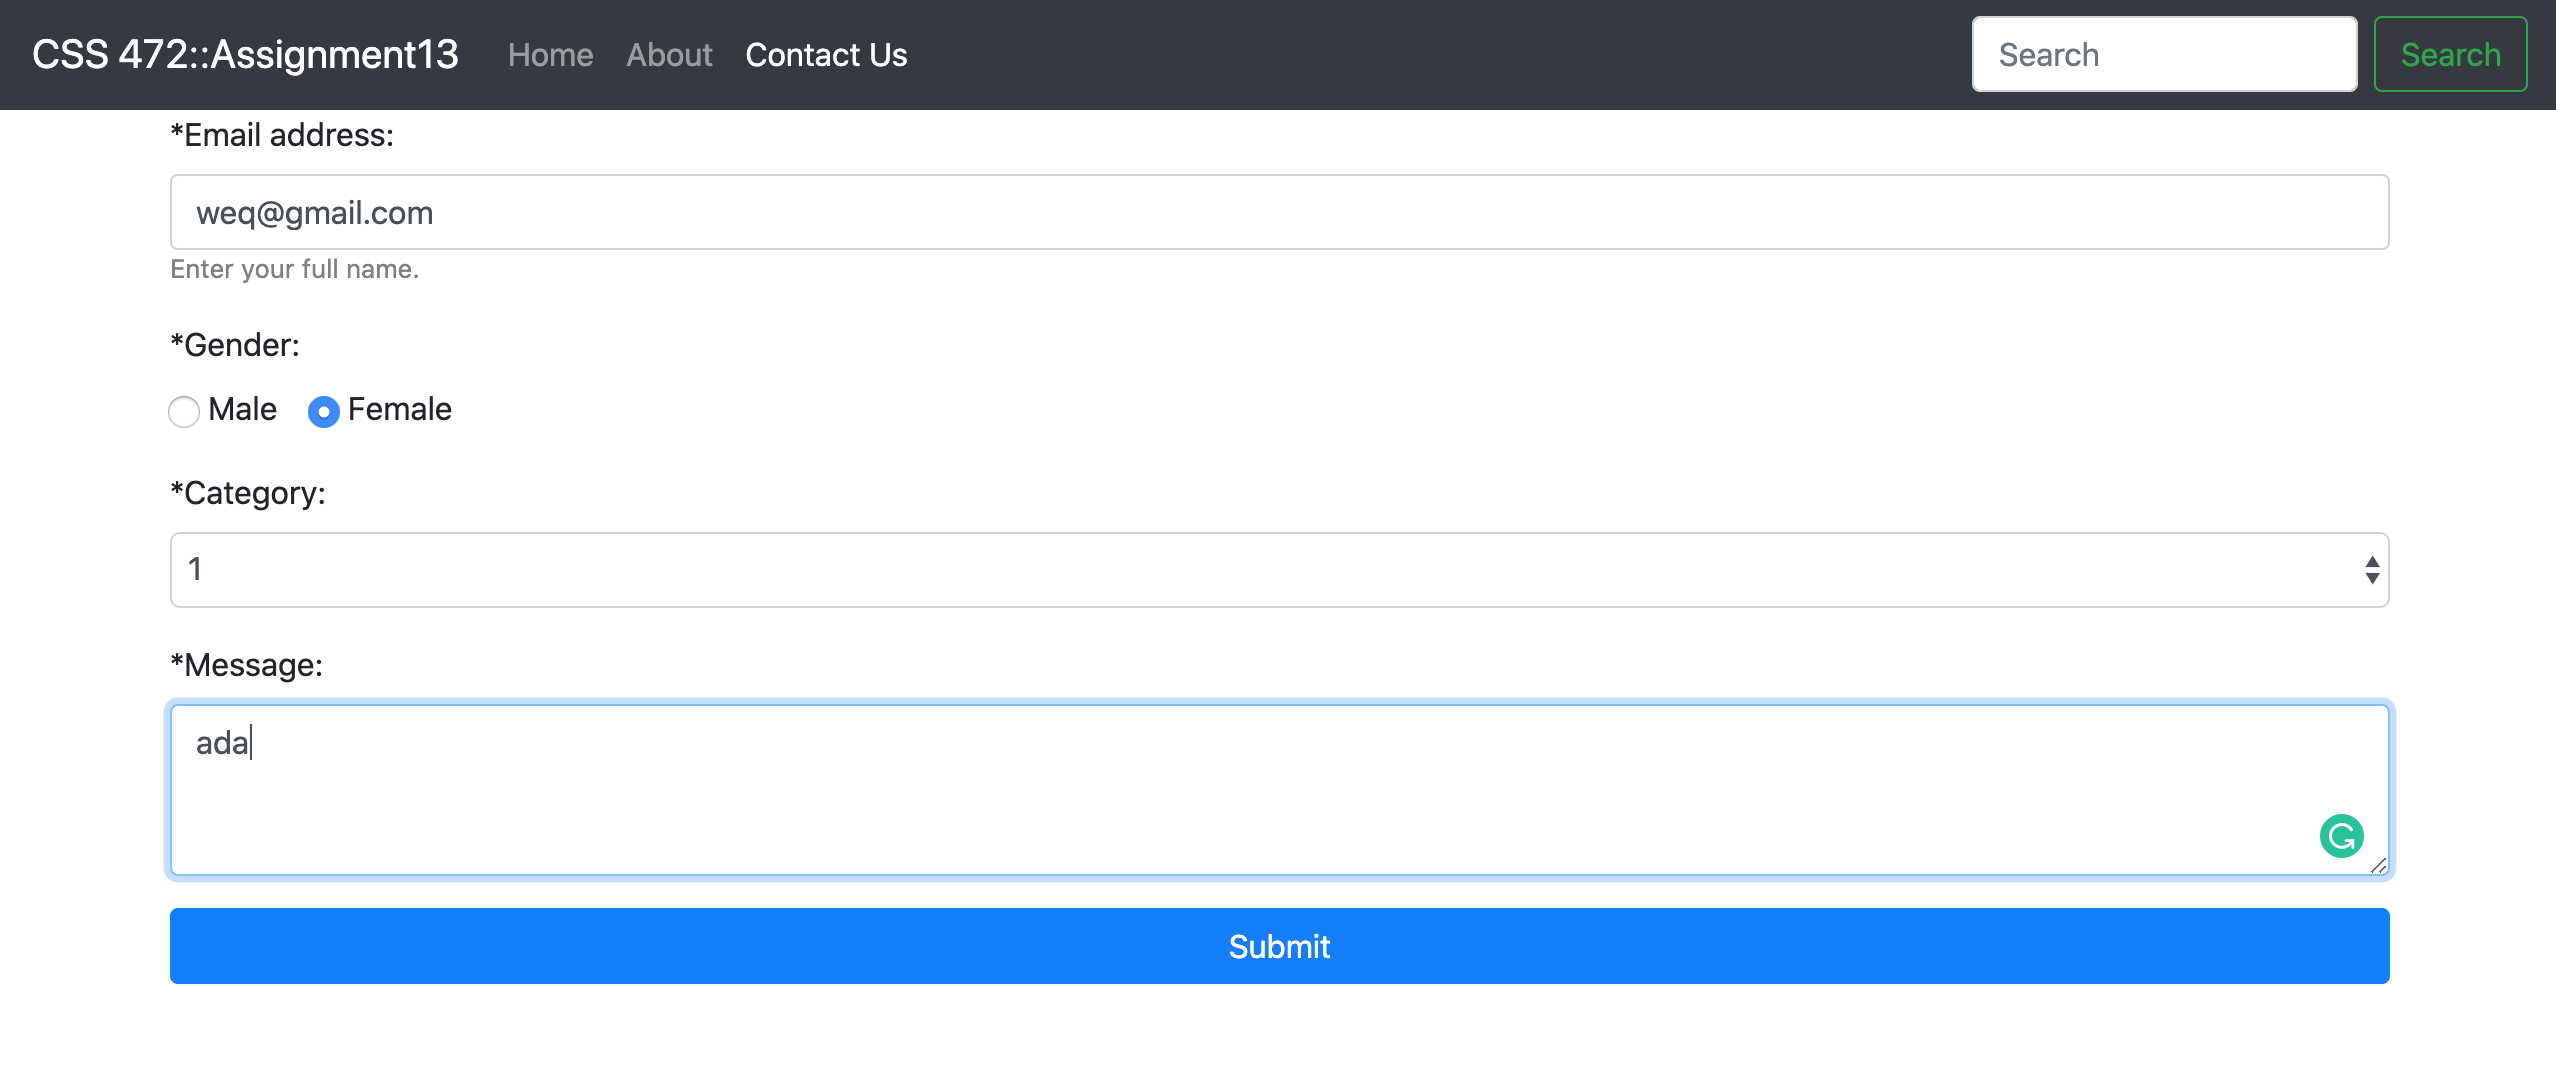 CSS 472::Assignment13 Home About Contact Us Search Search
*Email address:
weq@gmail.com
Enter your full name.
*Gender:
Male Female
*Category:
1
*Message:
ada
Submit